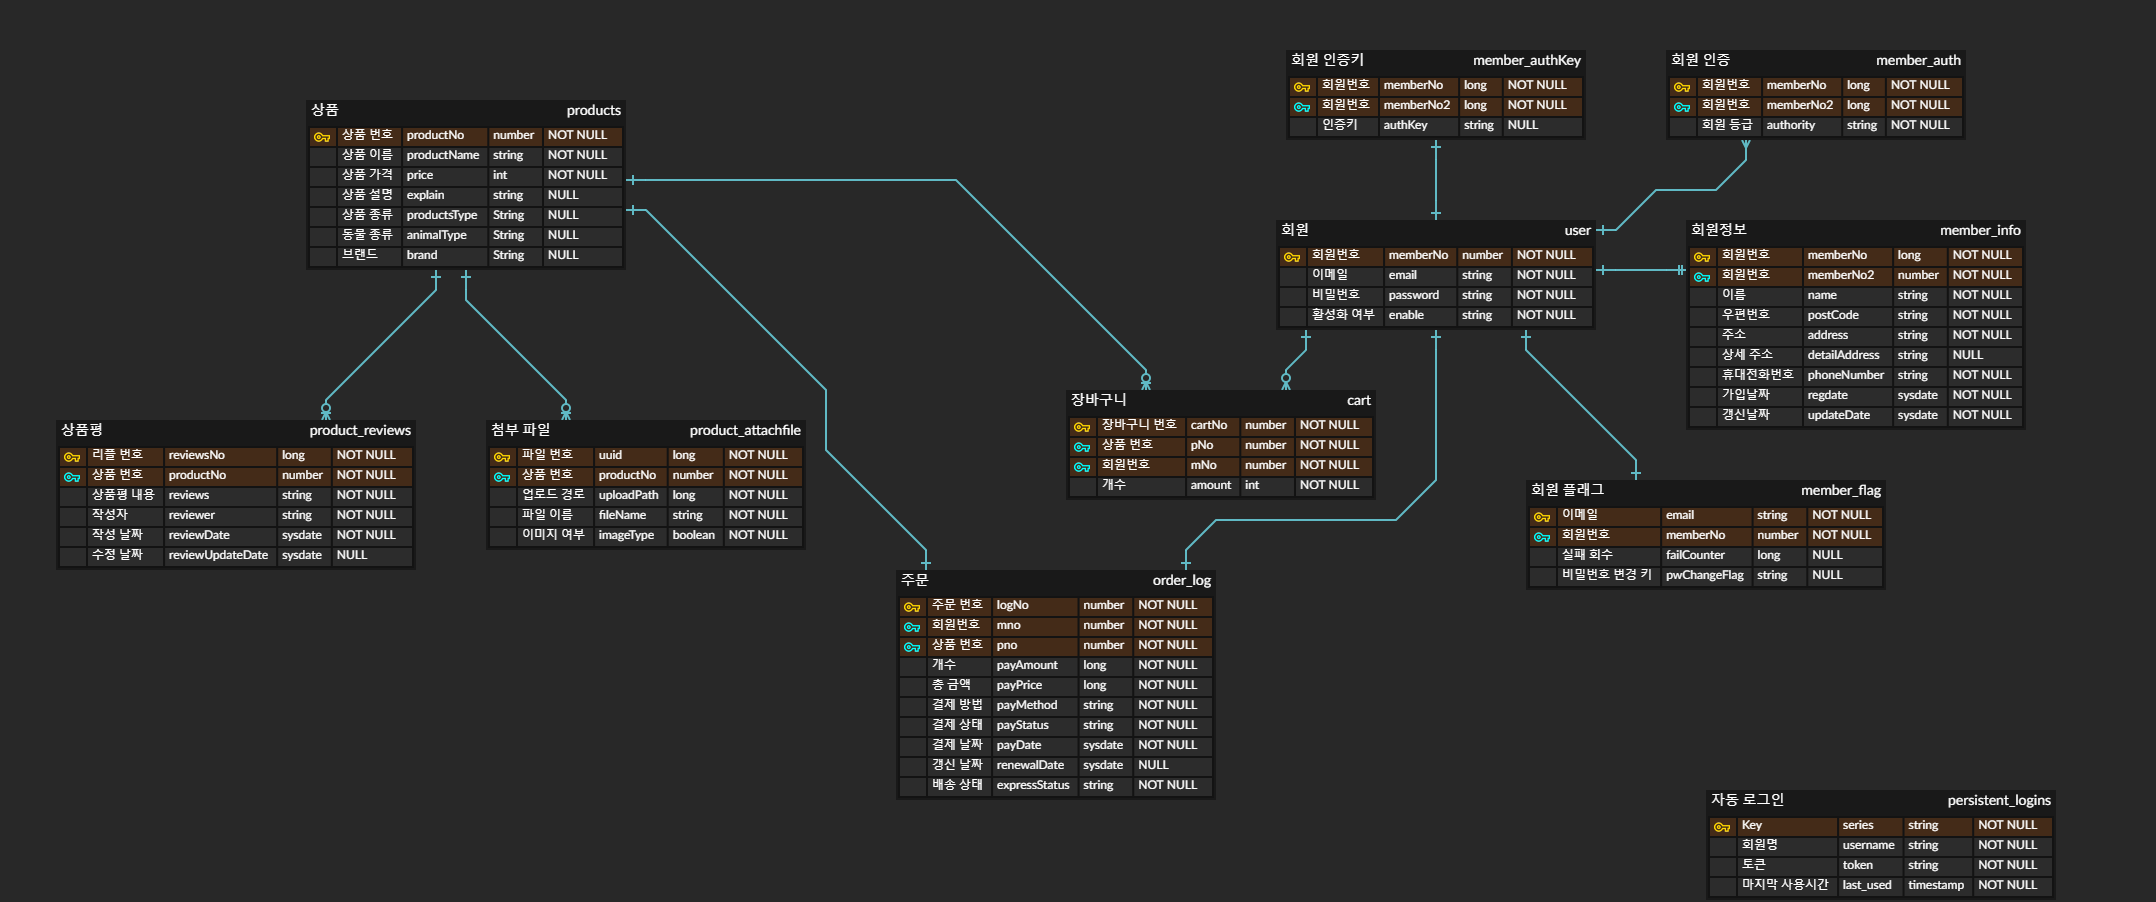 회원 인증키 member_authKey
회원번호 memberNo long NOT NULL
회원번호 memberNo2 long NOT NULL
인증키 authKey string NULL
회원 인증 member_auth
회원번호 memberNo long NOT NULL
회원번호 memberNo2 long NOT NULL
회원 등급 authority string NOT NULL
상품 products
상품 번호 productNo number NOT NULL
상품 이름 productName string NOT NULL
상품 가격 price int NOT NULL
상품 설명 explain string NULL
상품 종류 productsType String NULL
동물 종류 animalType String NULL
브랜드 brand String NULL
회원 user
회원번호 memberNo number NOT NULL
이메일 email string NOT NULL
비밀번호 password string NOT NULL
활성화 여부 enable string NOT NULL
회원정보 member_info
회원번호 memberNo long NOT NULL
회원번호 memberNo2 number NOT NULL
이름 name string NOT NULL
우편번호 postCode string NOT NULL
주소 address string NOT NULL
상세 주소 detailAddress string NULL
휴대전화번호 phoneNumber string NOT NULL
가입날짜 regdate sysdate NOT NULL
갱신날짜 updateDate sysdate NOT NULL
상품평 product_reviews
리플 번호 reviewsNo long NOT NULL
상품 번호 productNo number NOT NULL
상품평 내용 reviews string NOT NULL
작성자 reviewer string NOT NULL
작성 날짜 reviewDate sysdate NOT NULL
수정 날짜 reviewUpdateDate sysdate NULL
첨부 파일 product_attachfile
파일 번호 uuid long NOT NULL
상품 번호 productNo number NOT NULL
업로드 경로 uploadPath long NOT NULL
파일 이름 fileName string NOT NULL
이미지 여부 imageType boolean NOT NULL
장바구니 cart
장바구니 번호 cartNo number NOT NULL
상품 번호 pNo number NOT NULL
회원번호 mNo number NOT NULL
개수 amount int NOT NULL
회원 플래그 member_flag
이메일 email string NOT NULL
회원번호 memberNo number NOT NULL
실패 회수 failCounter long NULL
비밀번호 변경 키 pwChangeFlag string NULL
주문 order_log
주문 번호 logNo number NOT NULL
회원번호 mno number NOT NULL
상품 번호 pno number NOT NULL
개수 payAmount long NOT NULL
총 금액 payPrice long NOT NULL
결제 방법 payMethod string NOT NULL
결제 상태 payStatus string NOT NULL
결제 날짜 payDate sysdate NOT NULL
갱신 날짜 renewalDate sysdate NULL
배송 상태 expressStatus string NOT NULL
자동 로그인 persistent_logins
Key series string NOT NULL
회원명 username string NOT NULL
토큰 token string NOT NULL
마지막 사용시간 last_used timestamp NOT NULL